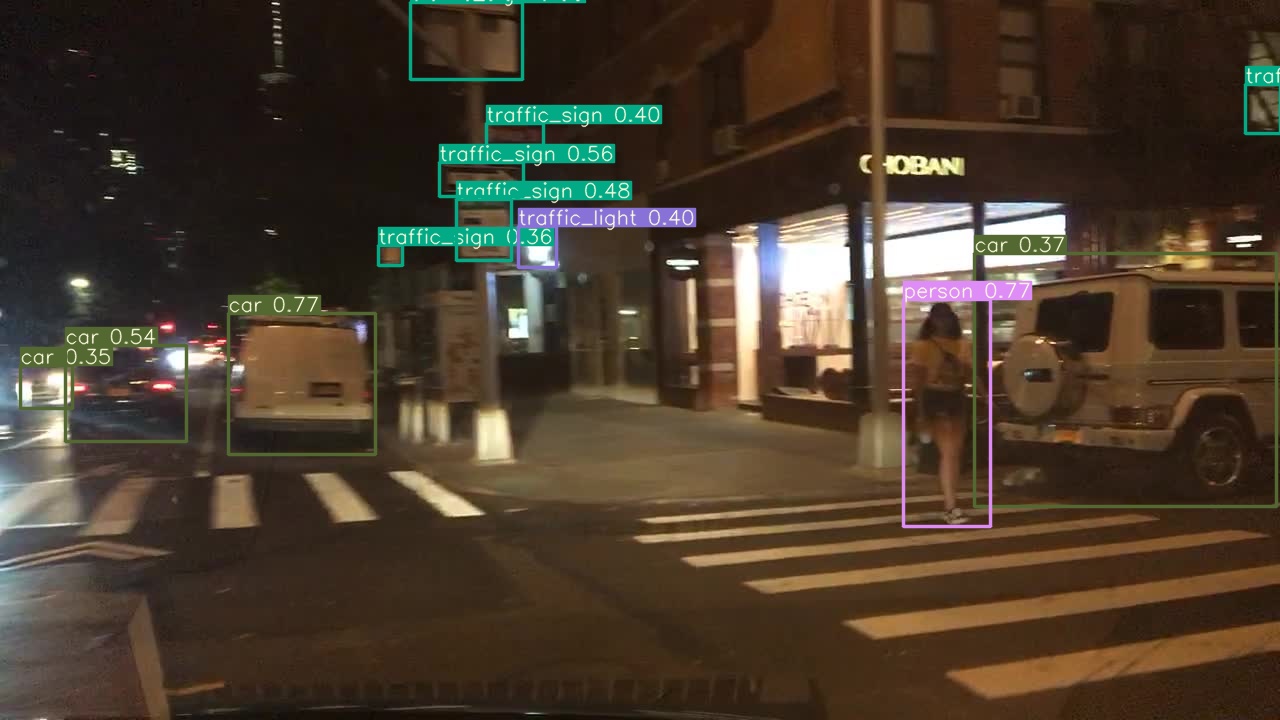 traffic_sign 0.40
traffic_sign 0.56
traffic_sign 0.48
traffic_light 0.40
traffic_sign 0.36
CHOBANI
car 0.37
person 0.77
car 0.77
car 0.54
car 0.35
traf